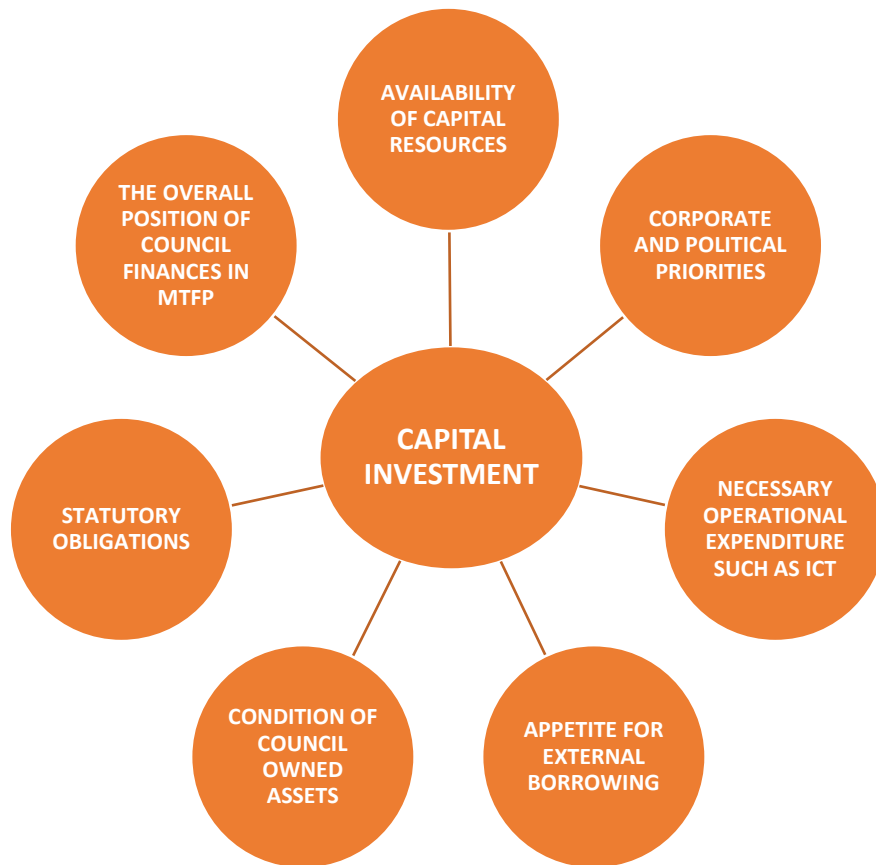 AVAILABILITY
OF CAPITAL
RESOURCES
CORPORATE
AND POLITICAL
PRIORITIES
NECESSARY
OPERATIONAL
EXPENDITURE
SUCH AS ICT
APPETITE FOR
EXTERNAL
BORROWING
CONDITION OF
COUNCIL
OWNED
ASSETS
STATUTORY
OBLIGATIONS
THE OVERALL
POSITION OF
COUNCIL
FINANCES IN
MTFP
CAPITAL
INVESTMENT